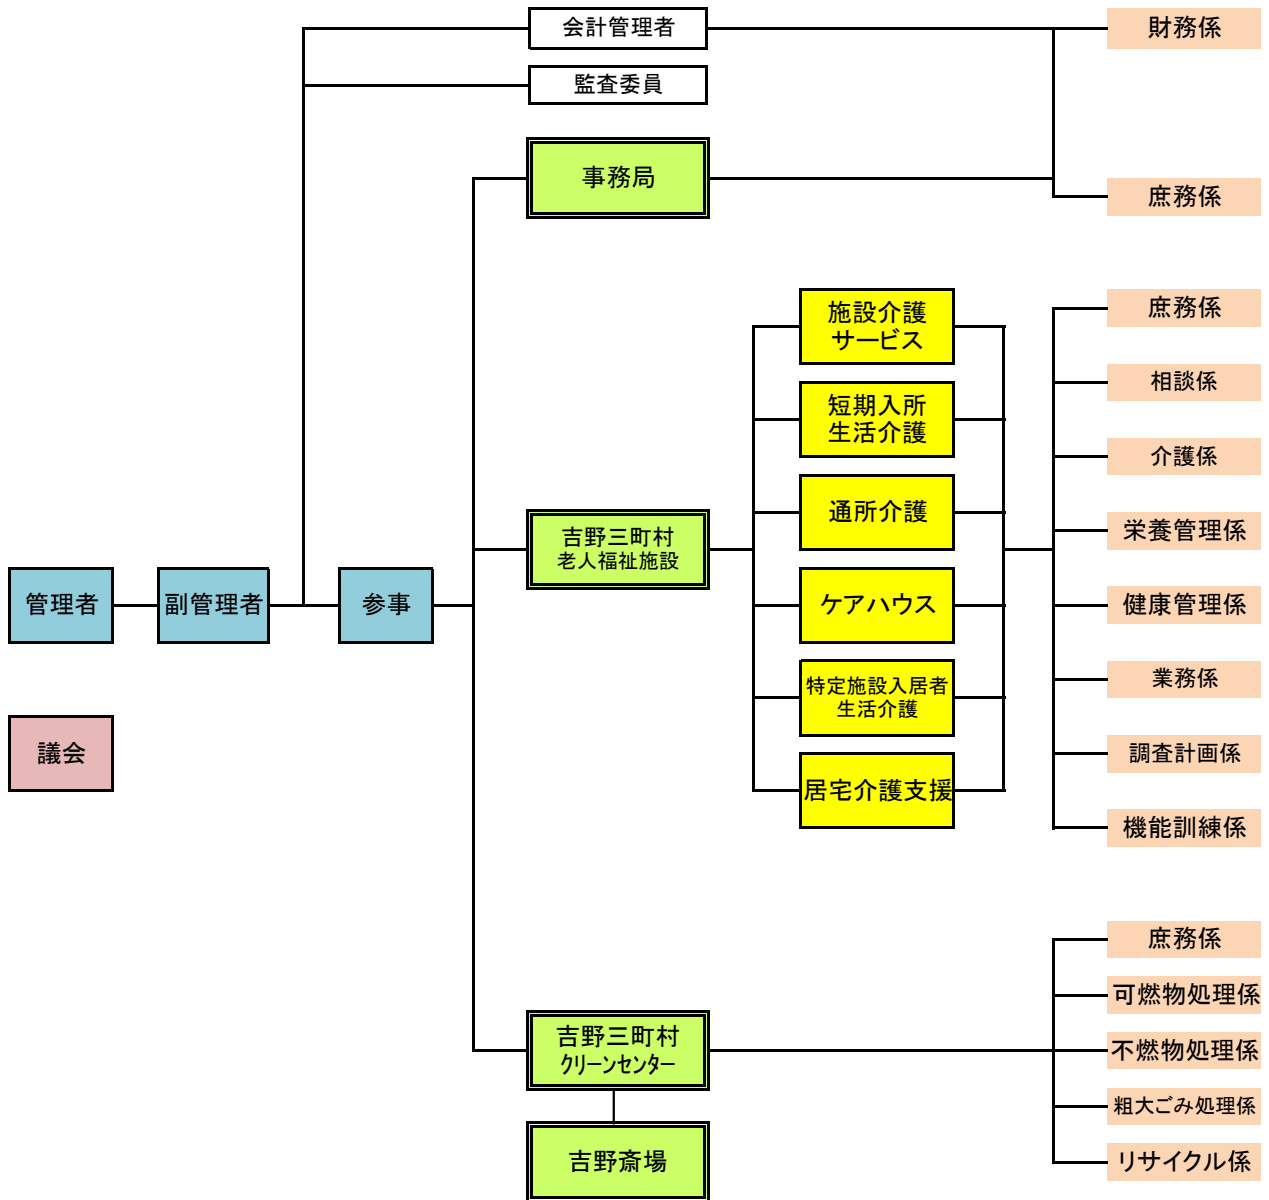 会計管理者
財務係
監査委員
事務局
庶務係
施設介護
サービス
短期入所
生活介護
通所介護
ケアハウス
特定施設入居者
生活介護
居宅介護支援
庶務係
相談係
介護係
栄養管理係
健康管理係
業務係
調査計画係
機能訓練係
吉野三町村
老人福祉施設
管理者
副管理者
参事
議会
吉野三町村
クリーンセンター
吉野斎場
庶務係
可燃物処理係
不燃物処理係
粗大ごみ処理係
リサイクル係